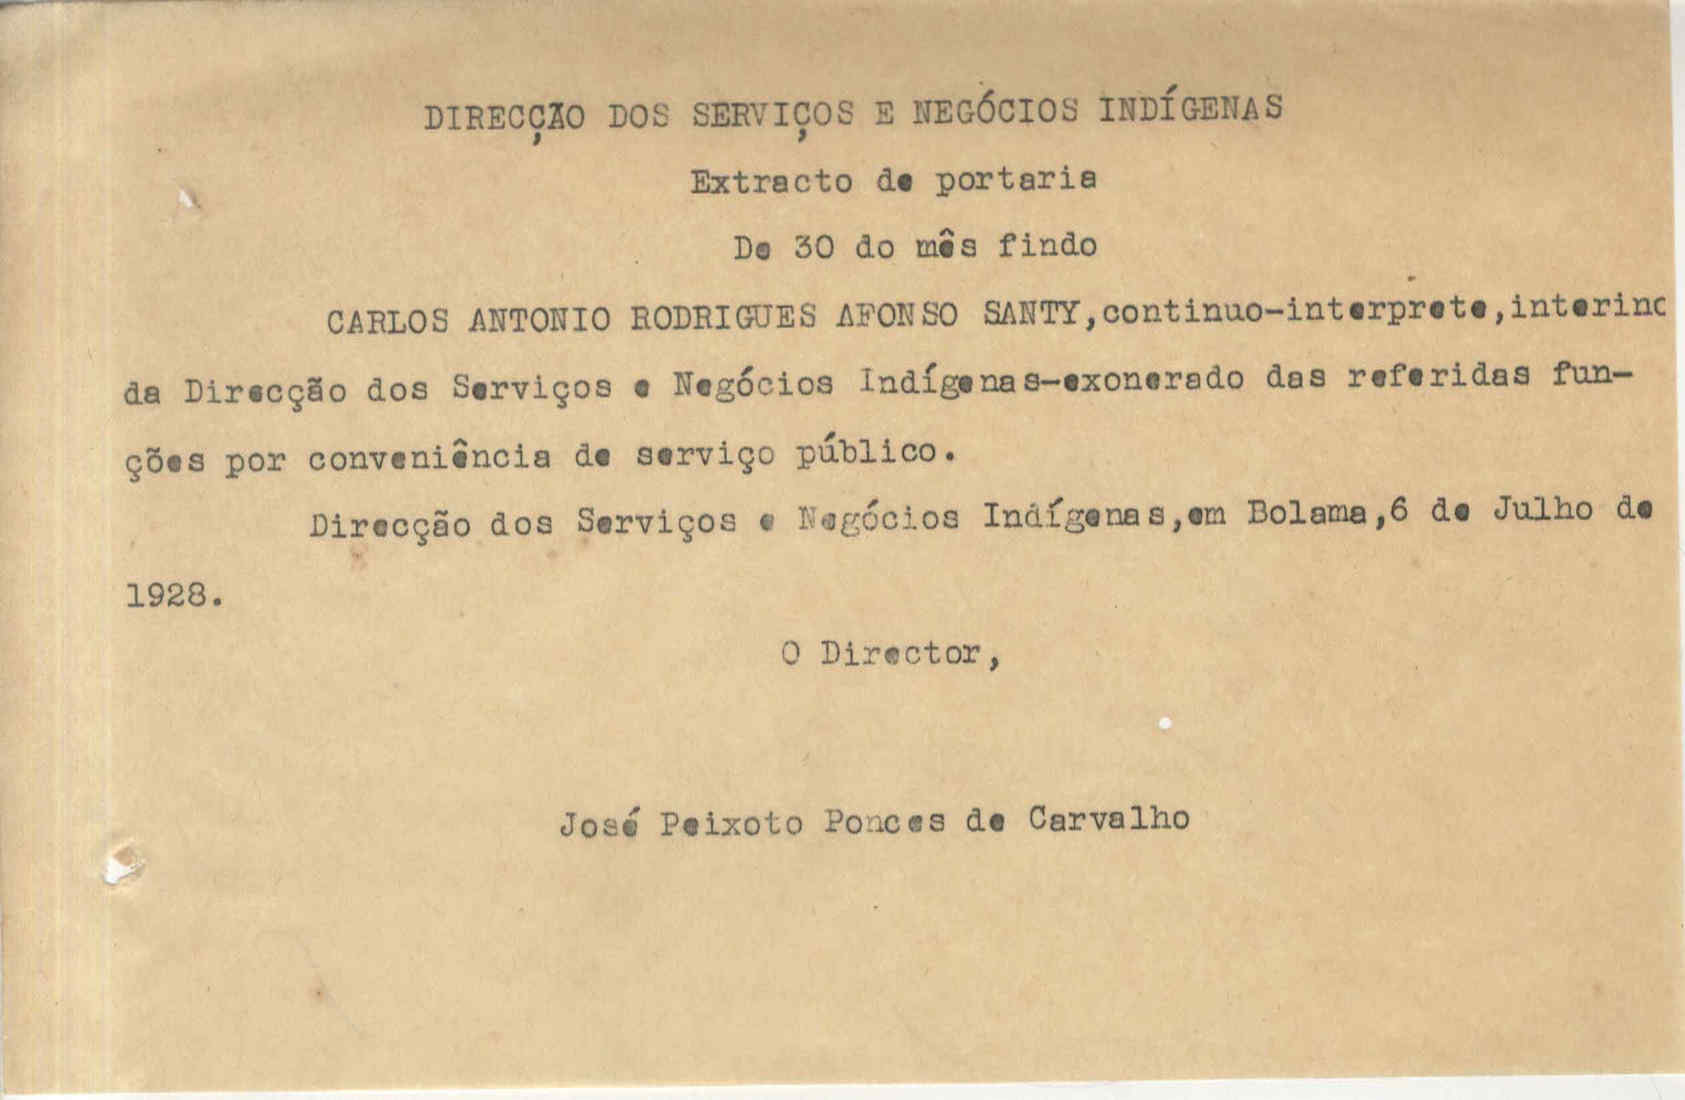 DIRECÇÃO DOS SERVIÇOS E NEGÓCIOS INDÍGENAS
Extracto de portaria
De 30 do mês findo
CARLOS ANTONIO RODRIGUES AFONSO SANTY,continuo-interprete,interino
da Direcção dos Serviços e Negócios Indígenas-exonerado das referidas fun-
ções por conveniência de serviço público.
Direcção dos Serviços e Negócios Indígenas,em Bolama,6 de Julho de
1928.
O Director,
José Peixoto Ponces de Carvalho